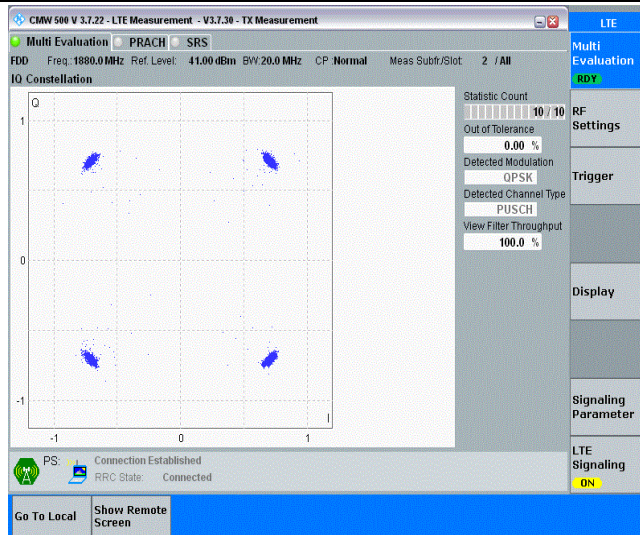 CMW 500 V 3.7.22 - LTE Measurement - V3.7.30 - TX Measurement
LTE
Multi Evaluation PRACH SRS
FDD Freq.:1880.0 MHz Ref. Level: 41.00 dBm BW:20.0 MHz CP :Normal Meas Subfr./Slot 2 / All
IQ Constellation
Q
1
0
-1
I
-1 0 1
Statistic Count
10 / 10
Out of Tolerance
0.00 %
Detected Modulation
QPSK
Detected Channel Type
PUSCH
View Filter Throughput
100.0 %
Multi
Evaluation
RDY
RF
Settings
Trigger
Display
Signaling
Parameter
LTE
Signaling
ON
PS: Connection Established
RRC State: Connected
Go To Local
Show Remote
Screen